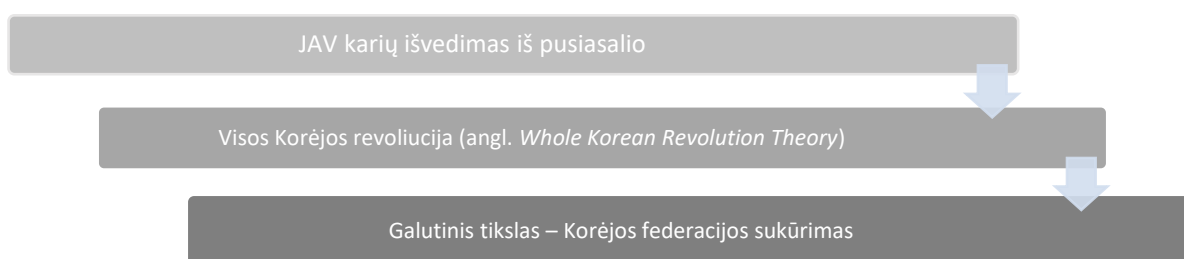 JAV karių išvedimas iš pusiasalio
Visos Korėjos revoliucija (angl. Whole Korean Revolution Theory)
Galutinis tikslas – Korėjos federacijos sukūrimas